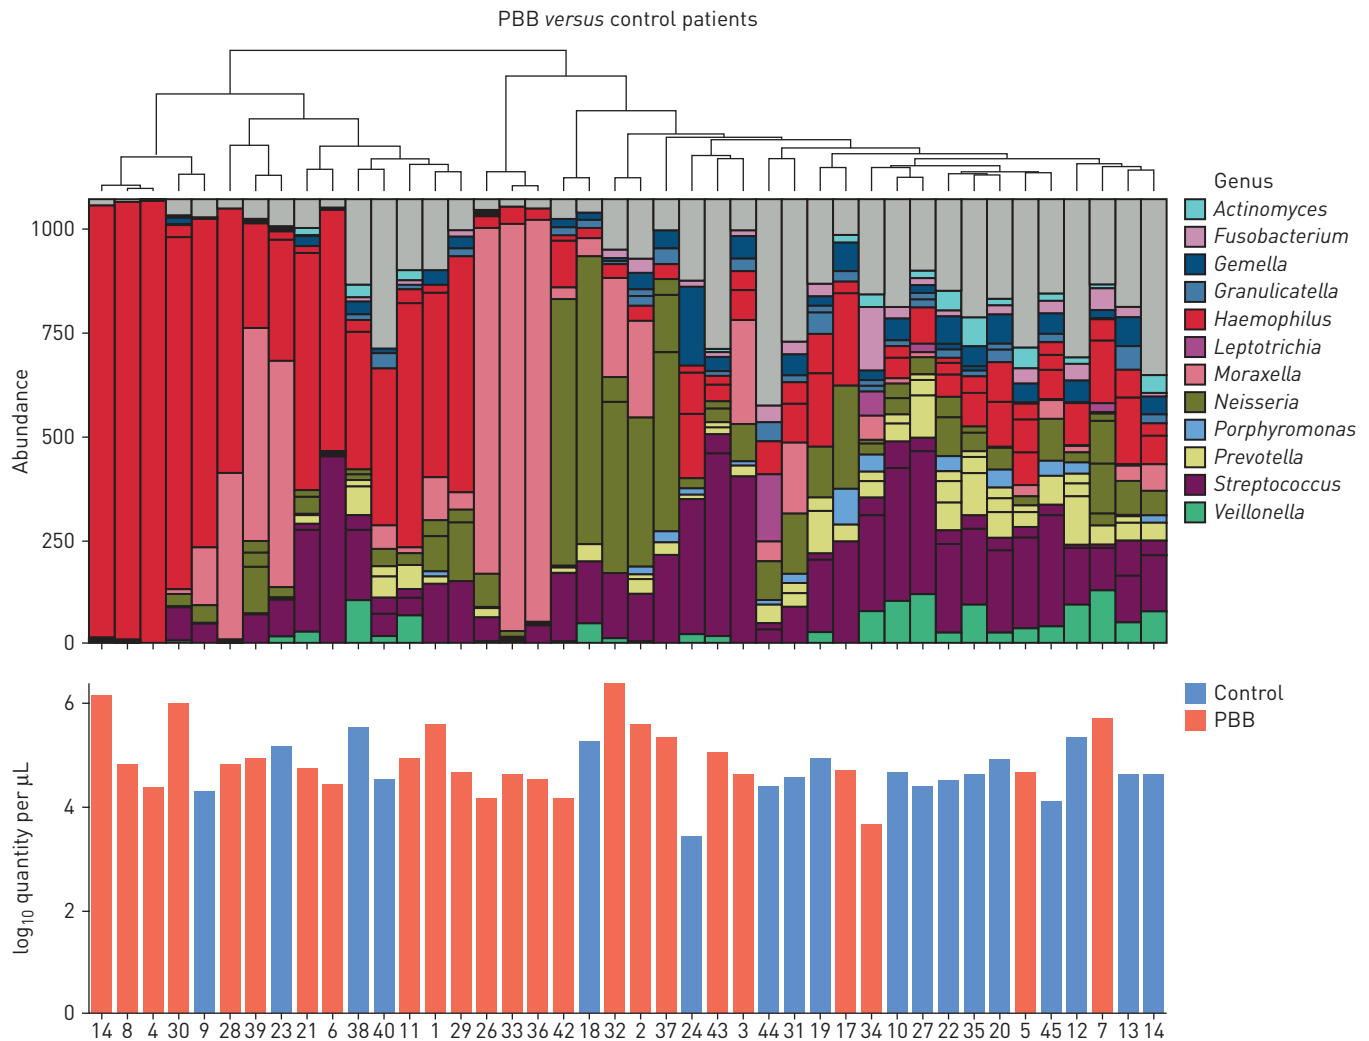 PBB versus control patients
Genus
Actinomyces
Fusobacterium
Gemella
Granulicatella
Haemophilus
Leptotrichia
Moraxella
Neisseria
Porphyromonas
Prevotella
Streptococcus
Veillonella
Abundance
1000
750
500
250
0
Control
PBB
log10 quantity per μL
6
4
2
0
14 8 4 30 9 28 39 23 21 6 38 40 11 1 29 26 33 36 42 18 32 2 37 24 43 3 44 31 19 17 34 10 27 22 35 20 5 45 12 7 13 14